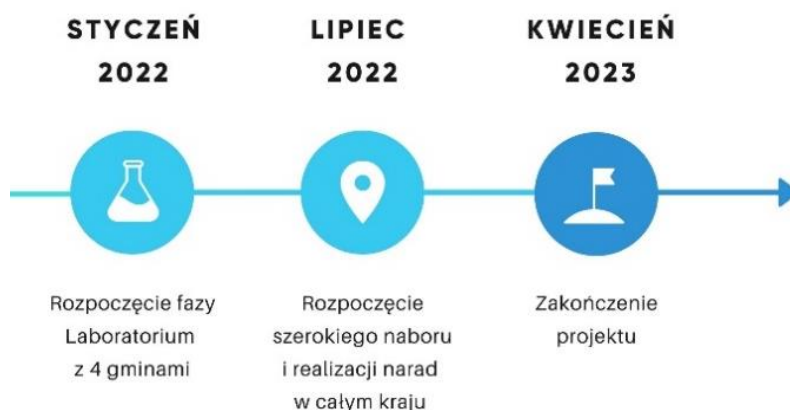 STYCZEŃ
2022
Rozpoczęcie fazy
Laboratorium
z 4 gminami
LIPIEC
2022
Rozpoczęcie
szerokiego naboru
i realizacji narad
w całym kraju
KWIECIEŃ
2023
Zakończenie
projektu